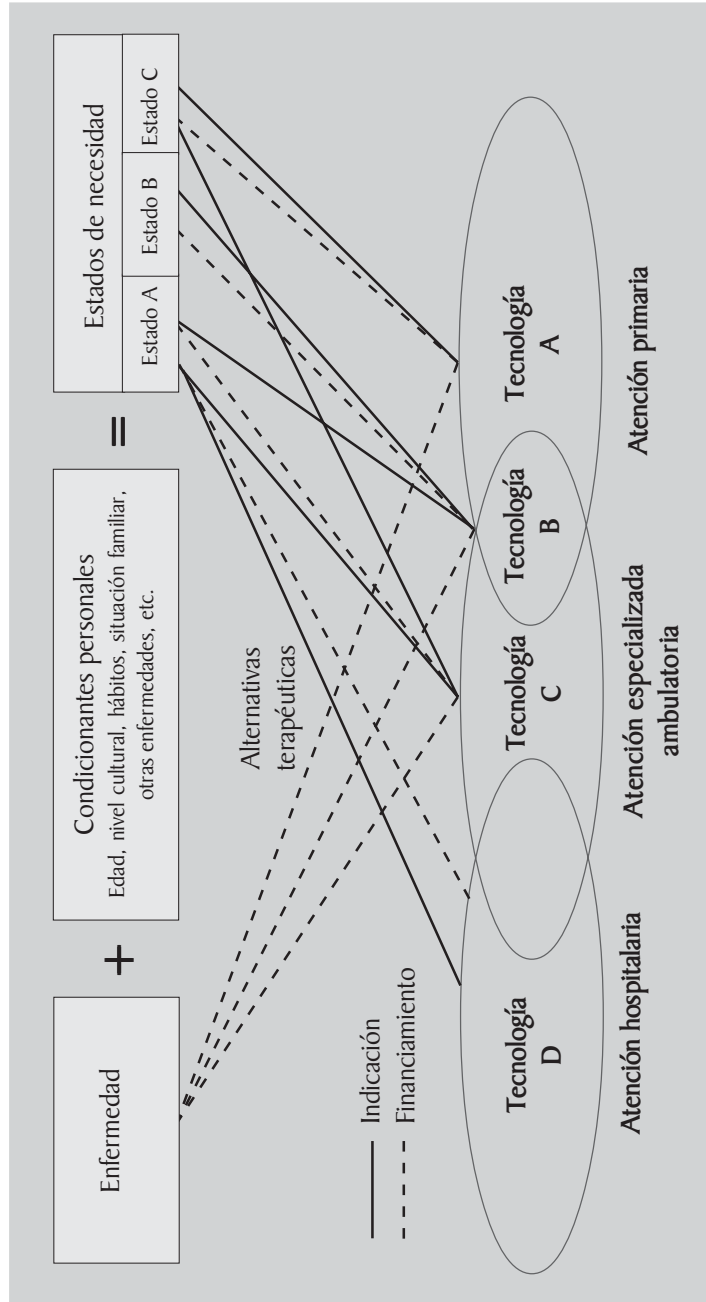 Enfermedad
+
Condicionantes personales
Edad, nivel cultural, hábitos, situación familiar,
otras enfermedades, etc.
=
Estados de necesidad
Estado A
Estado B
Estado C
Alternativas
terapéuticas
Indicación
Financiamiento
Tecnología
D
Tecnología
C
Tecnología
B
Tecnología
A
Atención hospitalaria
Atención especializada
ambulatoria
Atención primaria